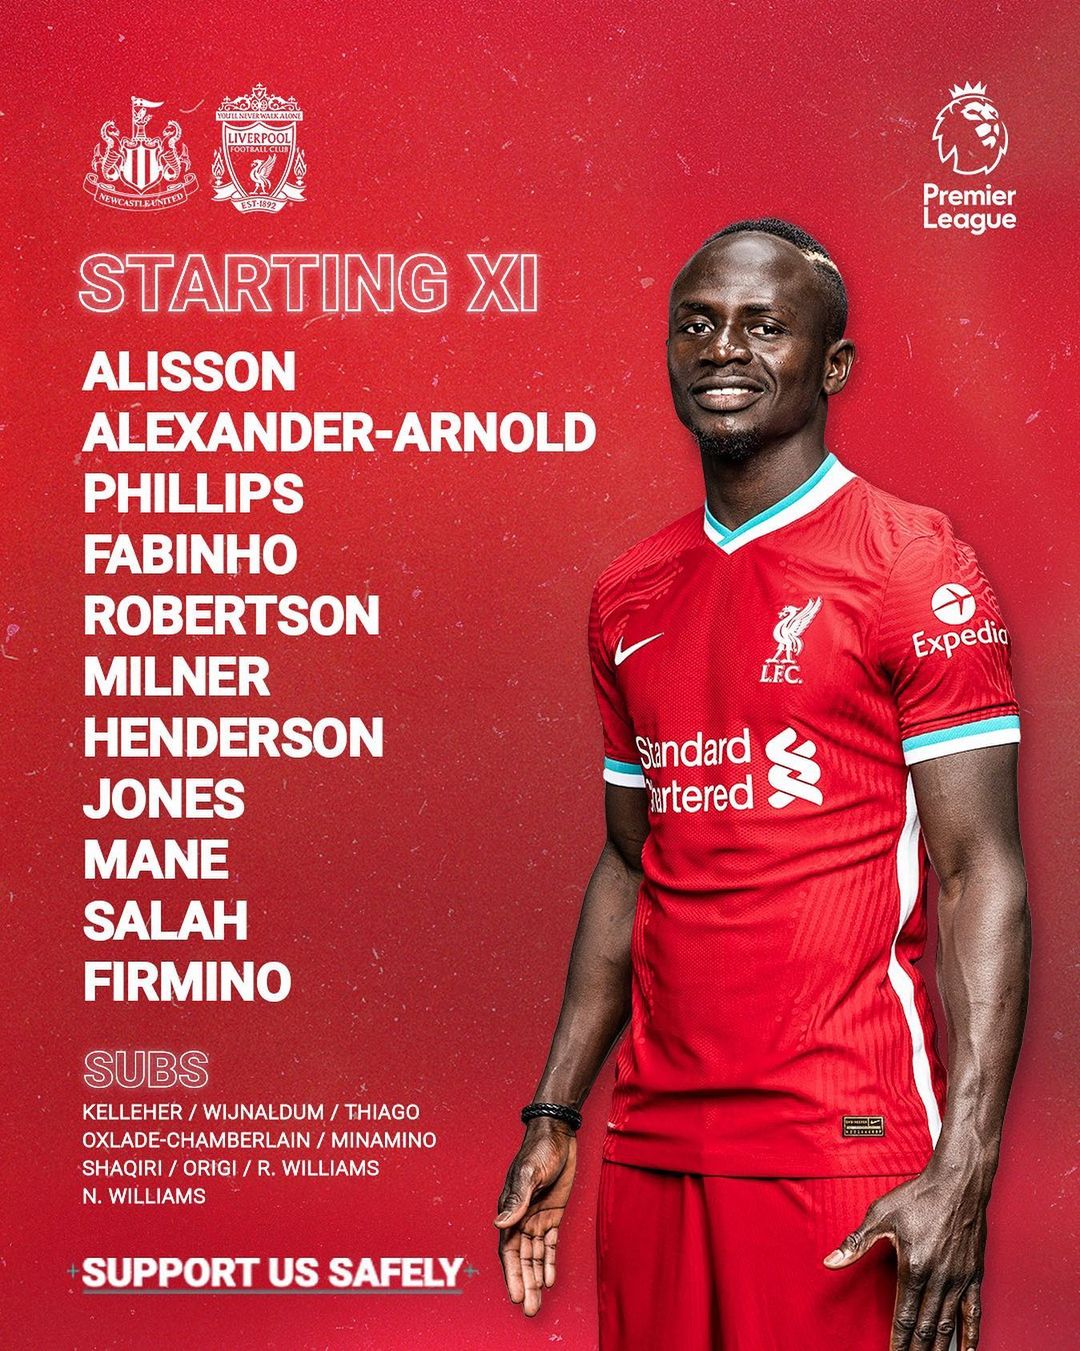 NEWCASTLE UNITED
YOU'LL NEVER WALK ALONE
LIVERPOOL
FOOTBALL CLUB
EST·1892
Premier
League
STARTING XI
ALISSON
ALEXANDER-ARNOLD
PHILLIPS
FABINHO
ROBERTSON
MILNER
HENDERSON
JONES
MANE
SALAH
FIRMINO
SUBS
KELLEHER / WIJNALDUM / THIAGO
OXLADE-CHAMBERLAIN / MINAMINO
SHAQIRI / ORIGI / R. WILLIAMS
N. WILLIAMS
SUPPORT US SAFELY
Expedia
L.F.C.
Standard
Chartered